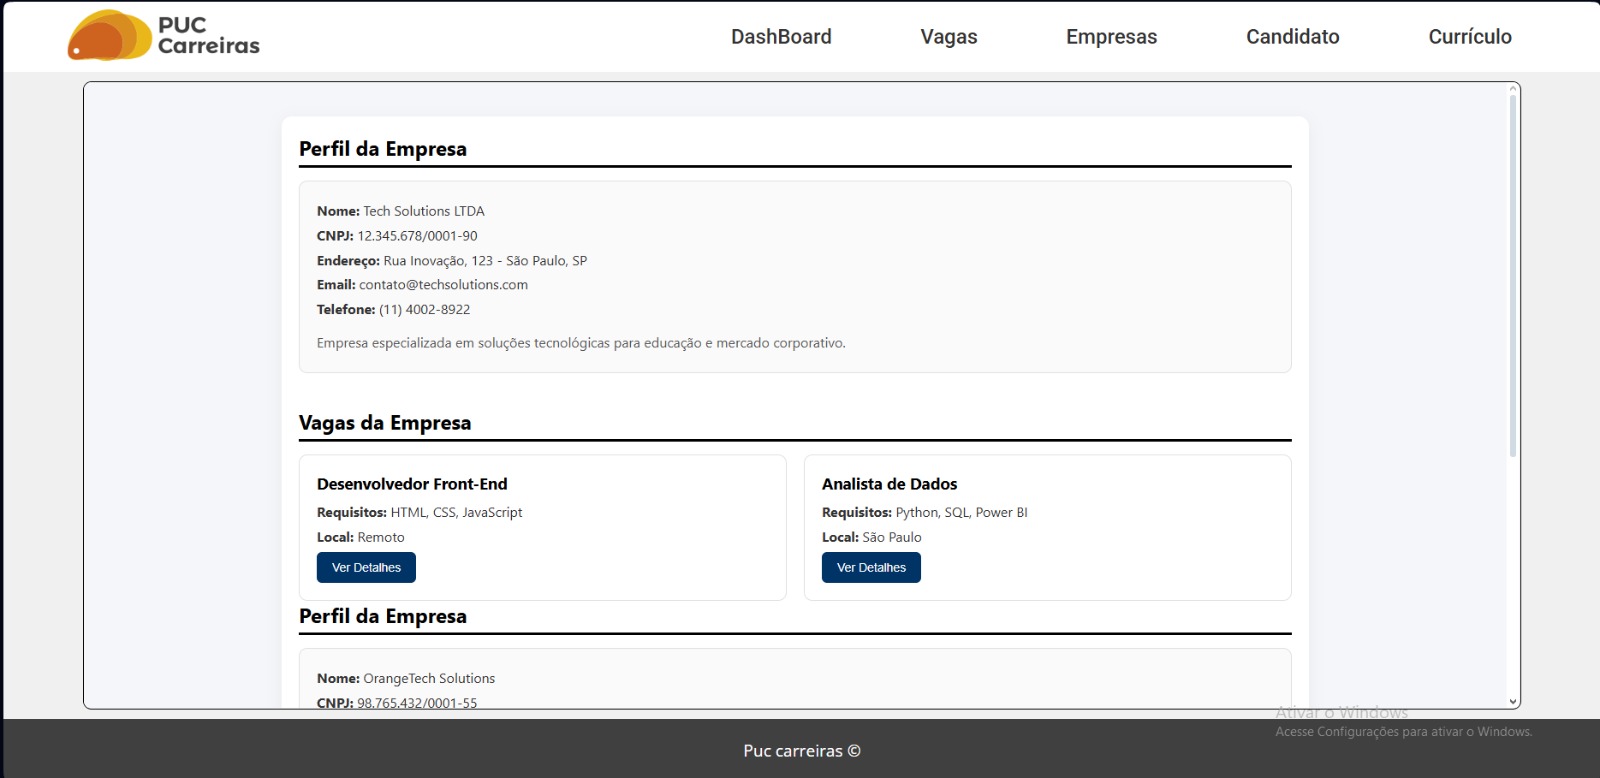 PUC
Carreiras
DashBoard
Vagas
Empresas
Candidato
Currículo
Perfil da Empresa
Nome: Tech Solutions LTDA
CNPJ: 12.345.678/0001-90
Endereço: Rua Inovação, 123 - São Paulo, SP
Email: contato@techsolutions.com
Telefone: (11) 4002-8922
Empresa especializada em soluções tecnológicas para educação e mercado corporativo.
Vagas da Empresa
Desenvolvedor Front-End
Requisitos: HTML, CSS, JavaScript
Local: Remoto
Ver Detalhes
Analista de Dados
Requisitos: Python, SQL, Power BI
Local: São Paulo
Ver Detalhes
Perfil da Empresa
Nome: OrangeTech Solutions
CNPJ: 98.765.432/0001-55
Ativar o Windows
Acesse Configurações para ativar o Windows.
Puc carreiras ©